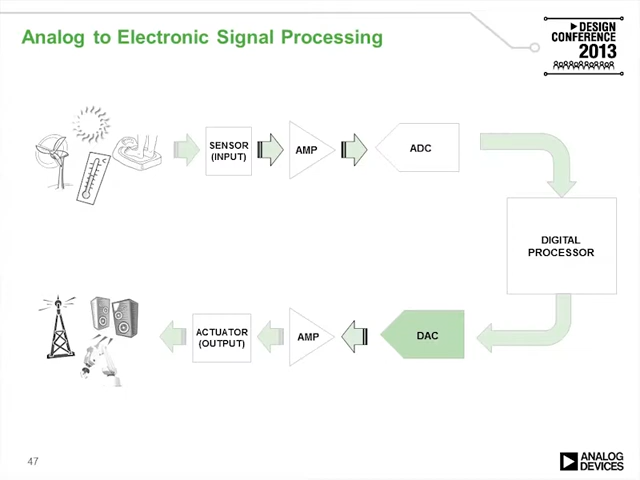 Analog to Electronic Signal Processing
DESIGN
CONFERENCE
2013
SENSOR
(INPUT)
AMP
ADC
DIGITAL
PROCESSOR
ACTUATOR
(OUTPUT)
AMP
DAC
47
ANALOG
DEVICES